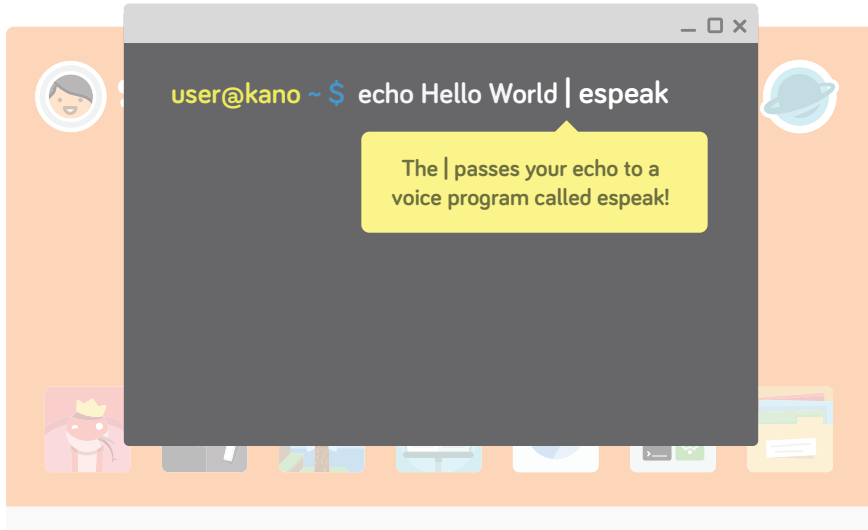 user@kano ~ $ echo Hello World | espeak
The | passes your echo to a
voice program called espeak!